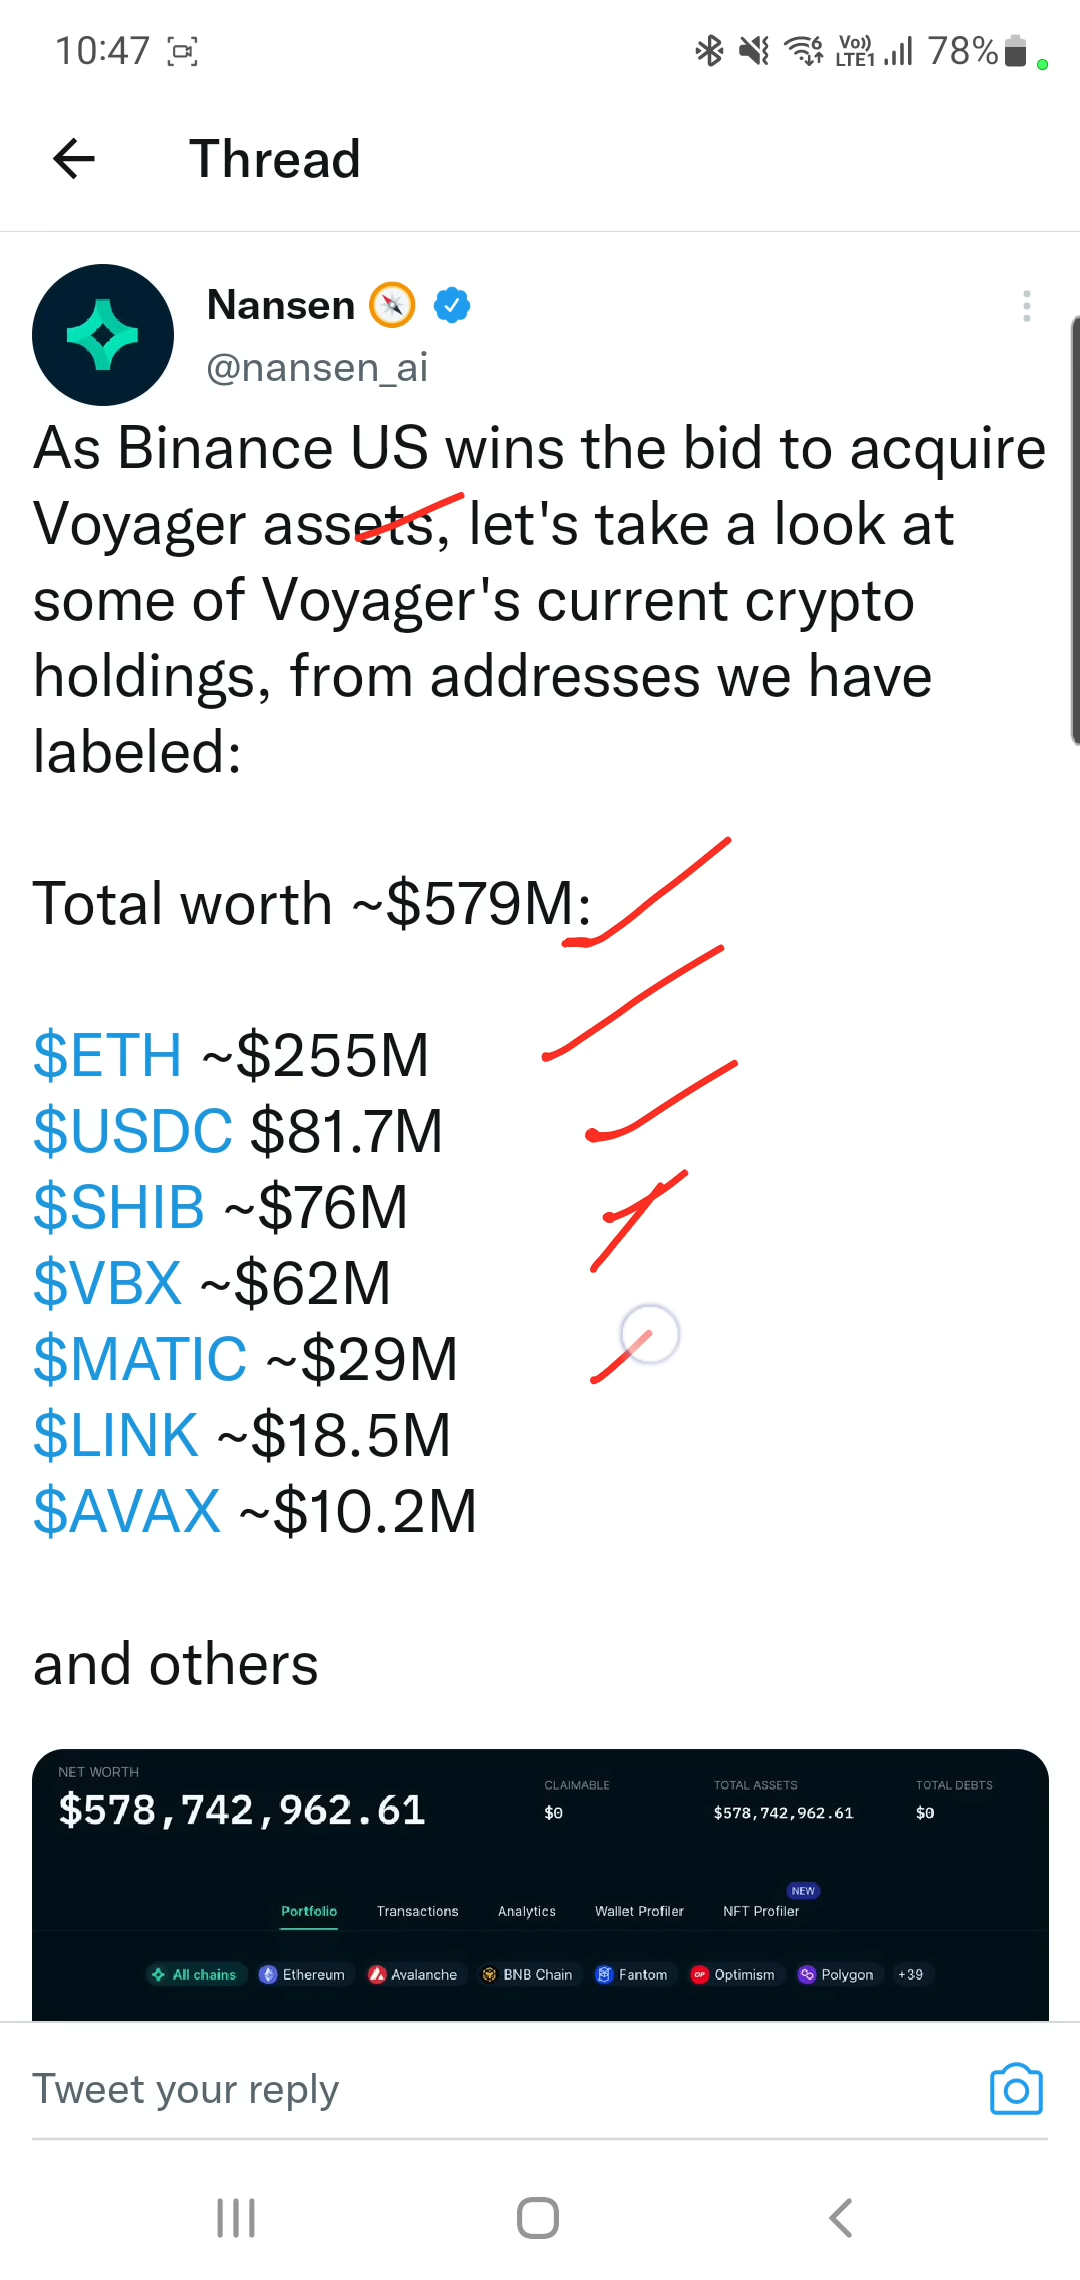 10:47 Vo)) LTE1 78%
Thread
Nansen
@nansen_ai
As Binance US wins the bid to acquire
Voyager assets, let's take a look at
some of Voyager's current crypto
holdings, from addresses we have
labeled:
Total worth ~$579M:
$ETH ~$255M
$USDC $81.7M
$SHIB ~$76M
$VBX ~$62M
$MATIC ~$29M
$LINK ~$18.5M
$AVAX ~$10.2M
and others
NET WORTH CLAIMABLE TOTAL ASSETS TOTAL DEBTS
$578,742,962.61 $0 $578,742,962.61 $0
NEW
Portfolio Transactions Analytics Wallet Profiler NFT Profiler
All chains Ethereum Avalanche BNB Chain Fantom OP Optimism Polygon +39
Tweet your reply